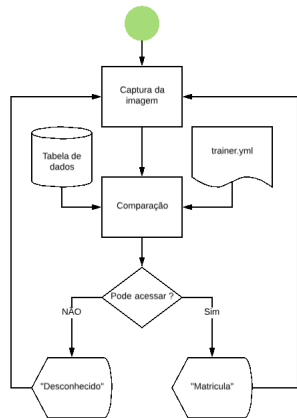 Captura da
imagem
Tabela de
dados
trainer.yml
Comparação
Pode acessar ?
NÃO
Sim
"Desconhecido"
"Matricula"